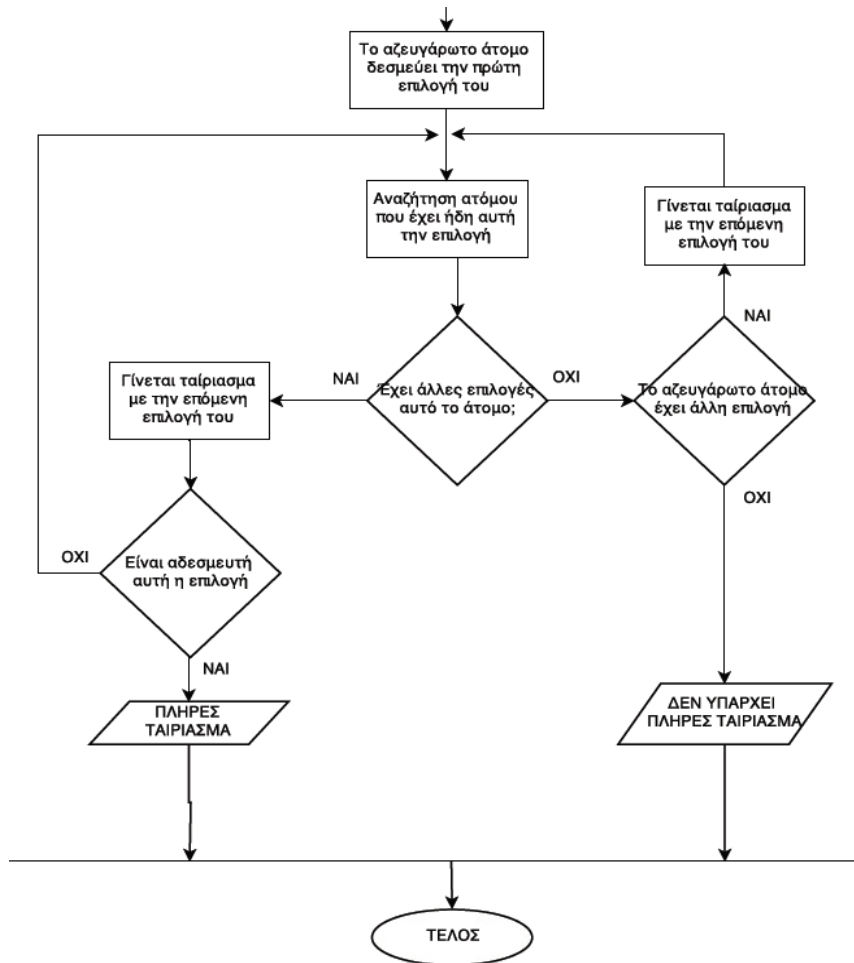 Το αζευγάρωτο άτομο
δεσμεύει την πρώτη
επιλογή του
Αναζήτηση ατόμου
που έχει ήδη αυτή
την επιλογή
Γίνεται ταίριασμα
με την επόμενη
επιλογή του
ΝΑΙ
Έχει άλλες επιλογές
αυτό το άτομο;
ΟΧΙ
Το αζευγάρωτο άτομο
έχει άλλη επιλογή
ΝΑΙ
Γίνεται ταίριασμα
με την επόμενη
επιλογή του
ΟΧΙ
ΟΧΙ
Είναι αδεσμευτή
αυτή η επιλογή
ΝΑΙ
ΠΛΗΡΕΣ
ΤΑΙΡΙΑΣΜΑ
ΔΕΝ ΥΠΑΡΧΕΙ
ΠΛΗΡΕΣ ΤΑΙΡΙΑΣΜΑ
ΤΕΛΟΣ